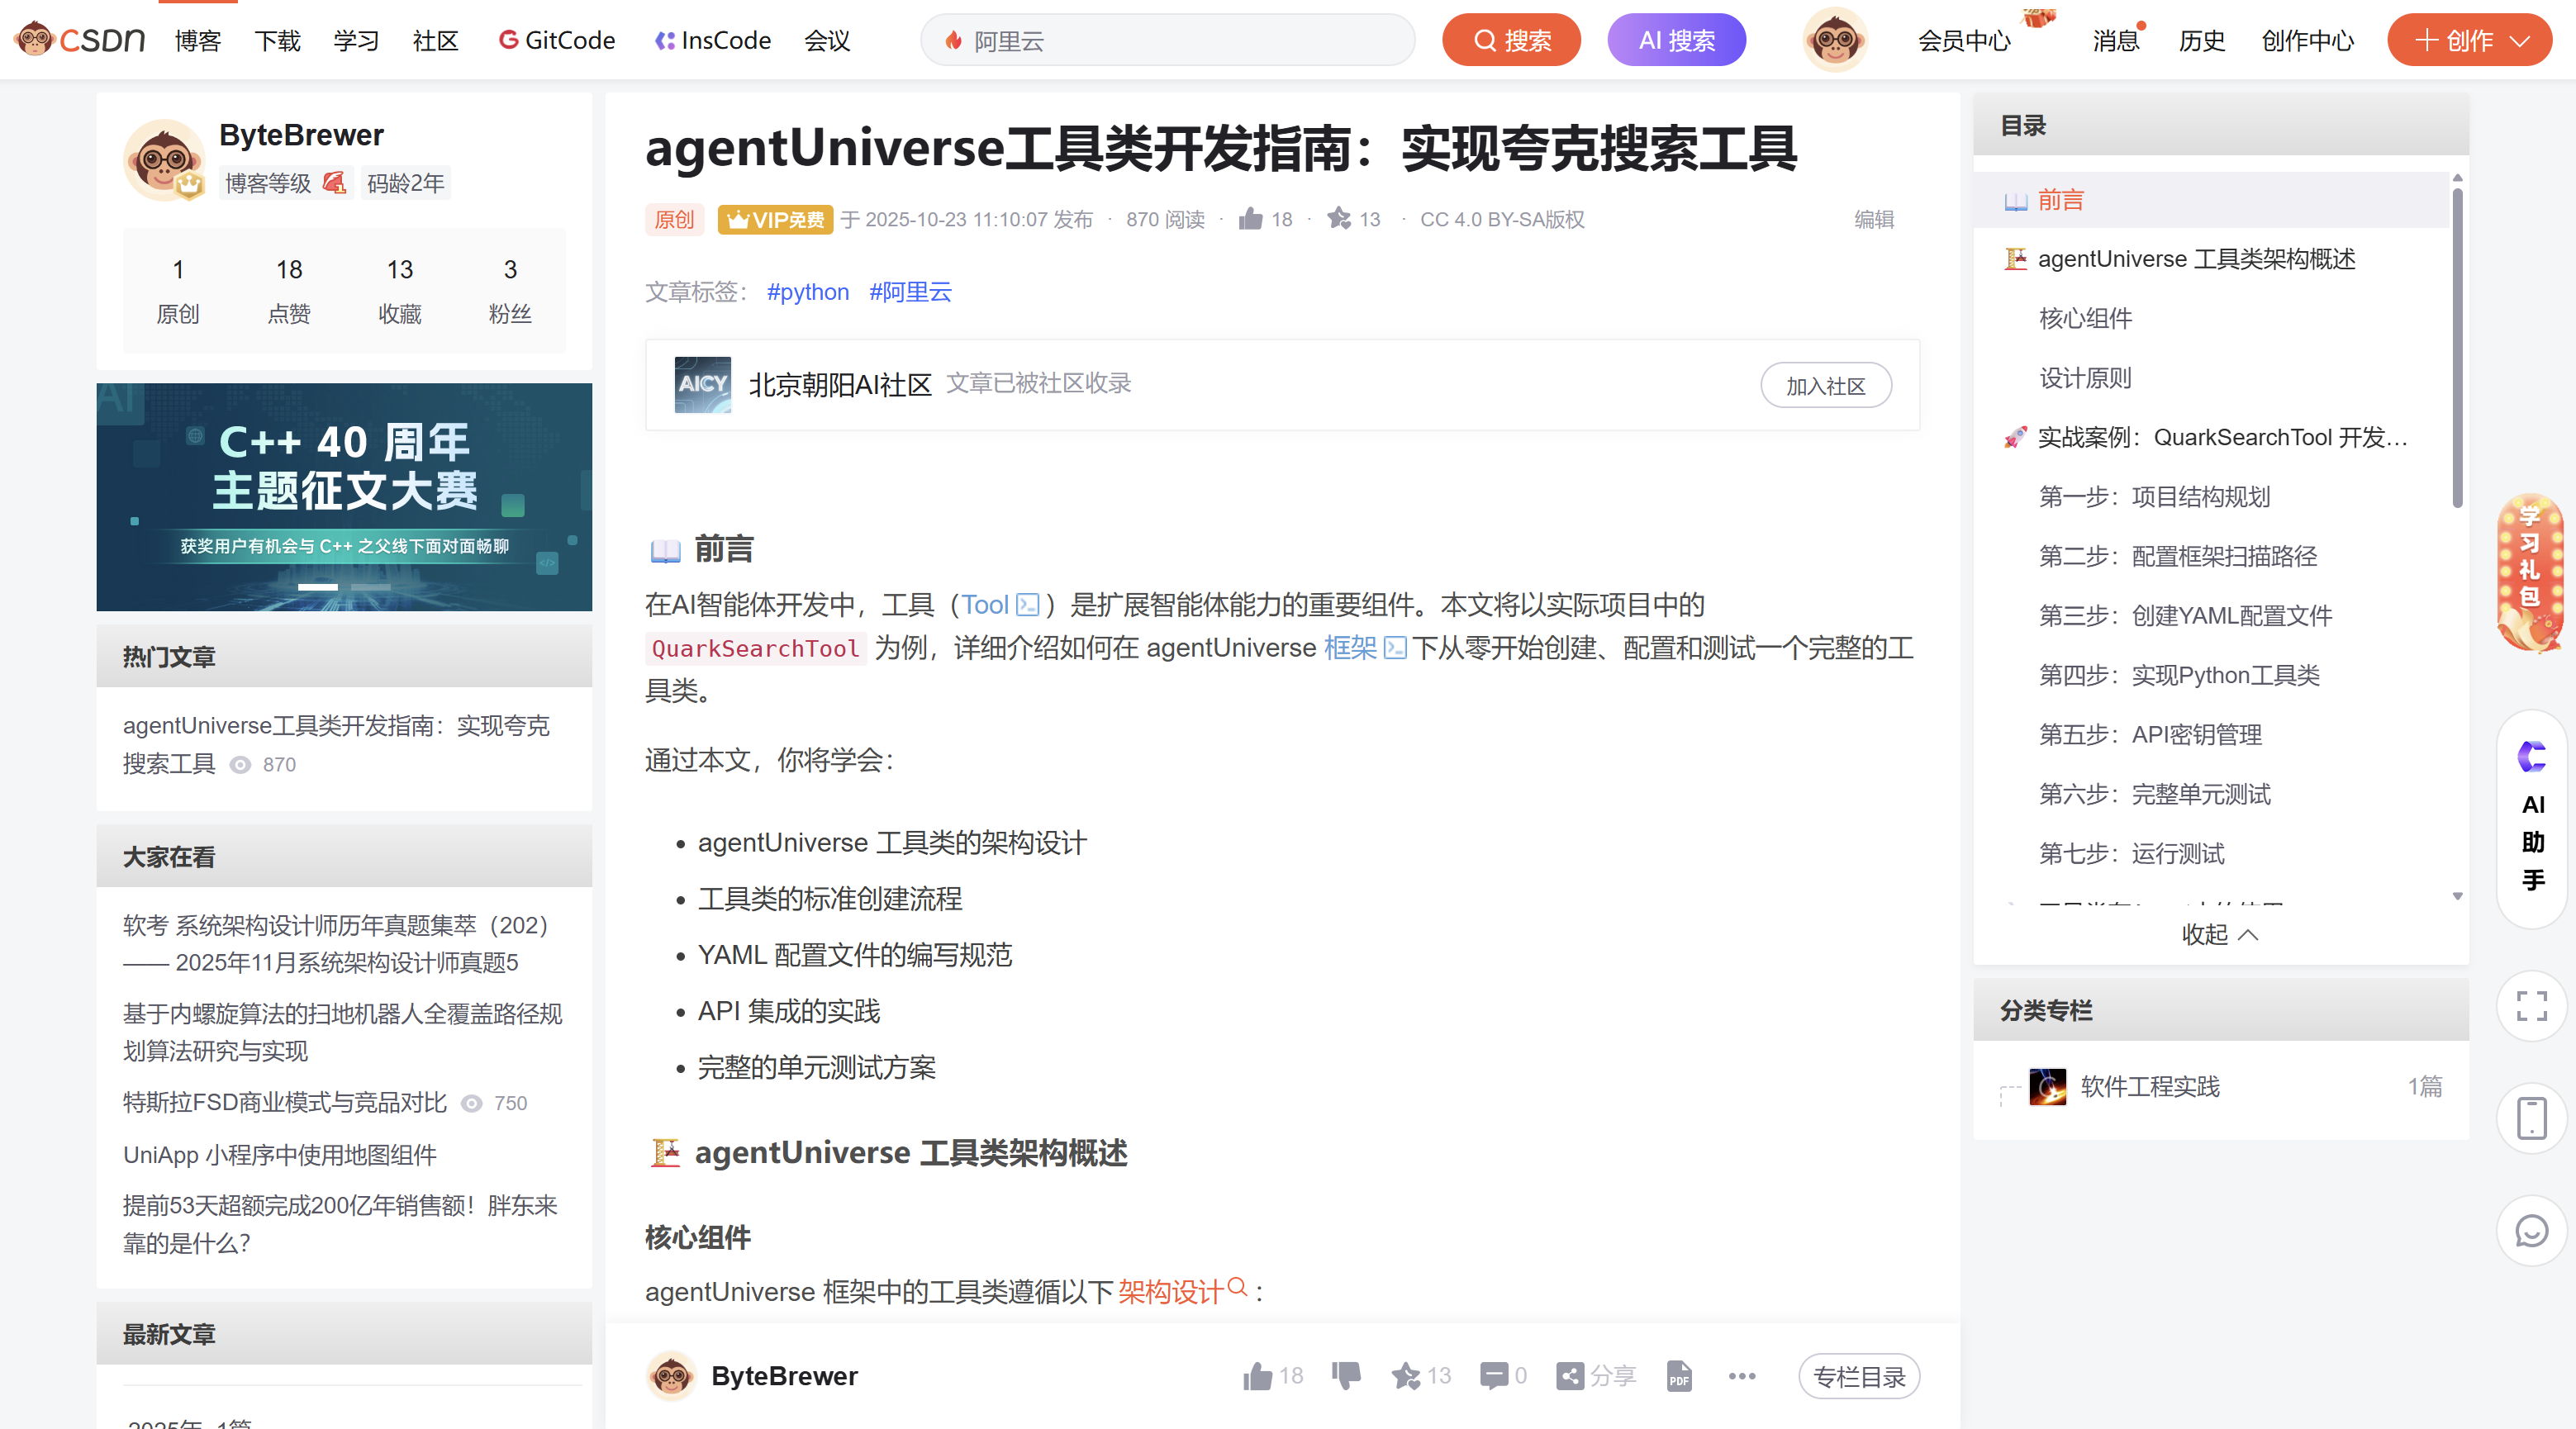 CSDN 博客 下载 学习 社区 GitCode InsCode 会议 阿里云 搜索 AI 搜索 会员中心 消息 历史 创作中心 创作
ByteBrewer
博客等级 码龄2年
1 18 13 3
原创 点赞 收藏 粉丝
AI
C++ 40 周年
主题征文大赛
获奖用户有机会与 C++ 之父线下面对面畅聊
热门文章
agentUniverse工具类开发指南：实现夸克
搜索工具 870
大家在看
软考 系统架构设计师历年真题集萃（202）
—— 2025年11月系统架构设计师真题5
基于内螺旋算法的扫地机器人全覆盖路径规
划算法研究与实现
特斯拉FSD商业模式与竞品对比 750
UniApp 小程序中使用地图组件
提前53天超额完成200亿年销售额！胖东来
靠的是什么？
最新文章
2025年 1篇
agentUniverse工具类开发指南：实现夸克搜索工具
原创 VIP免费 于 2025-10-23 11:10:07 发布 · 870 阅读 · 18 · 13 · CC 4.0 BY-SA版权 编辑
文章标签： #python #阿里云
AICY 北京朝阳AI社区 文章已被社区收录 加入社区
前言
在AI智能体开发中，工具（Tool）是扩展智能体能力的重要组件。本文将以实际项目中的
QuarkSearchTool 为例，详细介绍如何在 agentUniverse 框架下从零开始创建、配置和测试一个完整的工
具类。
通过本文，你将学会：
• agentUniverse 工具类的架构设计
• 工具类的标准创建流程
• YAML 配置文件的编写规范
• API 集成的实践
• 完整的单元测试方案
agentUniverse 工具类架构概述
核心组件
agentUniverse 框架中的工具类遵循以下架构设计：
ByteBrewer 18 13 0 分享 PDF 专栏目录
目录
前言
agentUniverse 工具类架构概述
核心组件
设计原则
实战案例：QuarkSearchTool 开发…
第一步：项目结构规划
第二步：配置框架扫描路径
第三步：创建YAML配置文件
第四步：实现Python工具类
第五步：API密钥管理
第六步：完整单元测试
第七步：运行测试
收起
分类专栏
软件工程实践 1篇
学习礼包
AI
助
手